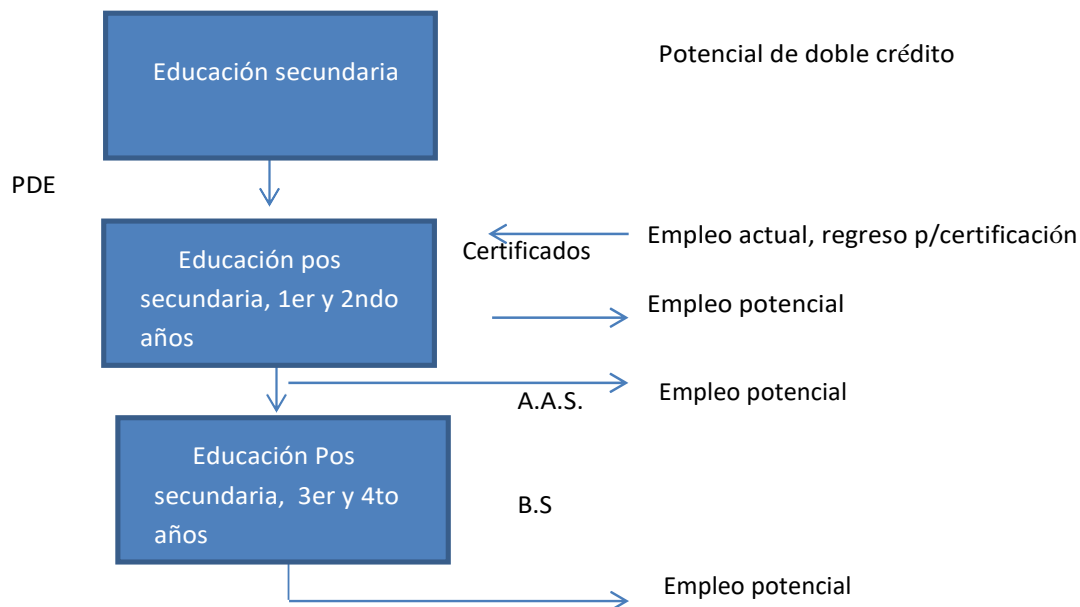 Educación secundaria
Potencial de doble crédito
PDE
Educación pos
secundaria, 1er y 2ndo
años
Certificados
Empleo actual, regreso p/certificación
Empleo potencial
A.A.S.
Empleo potencial
Educación Pos
secundaria, 3er y 4to
años
B.S
Empleo potencial